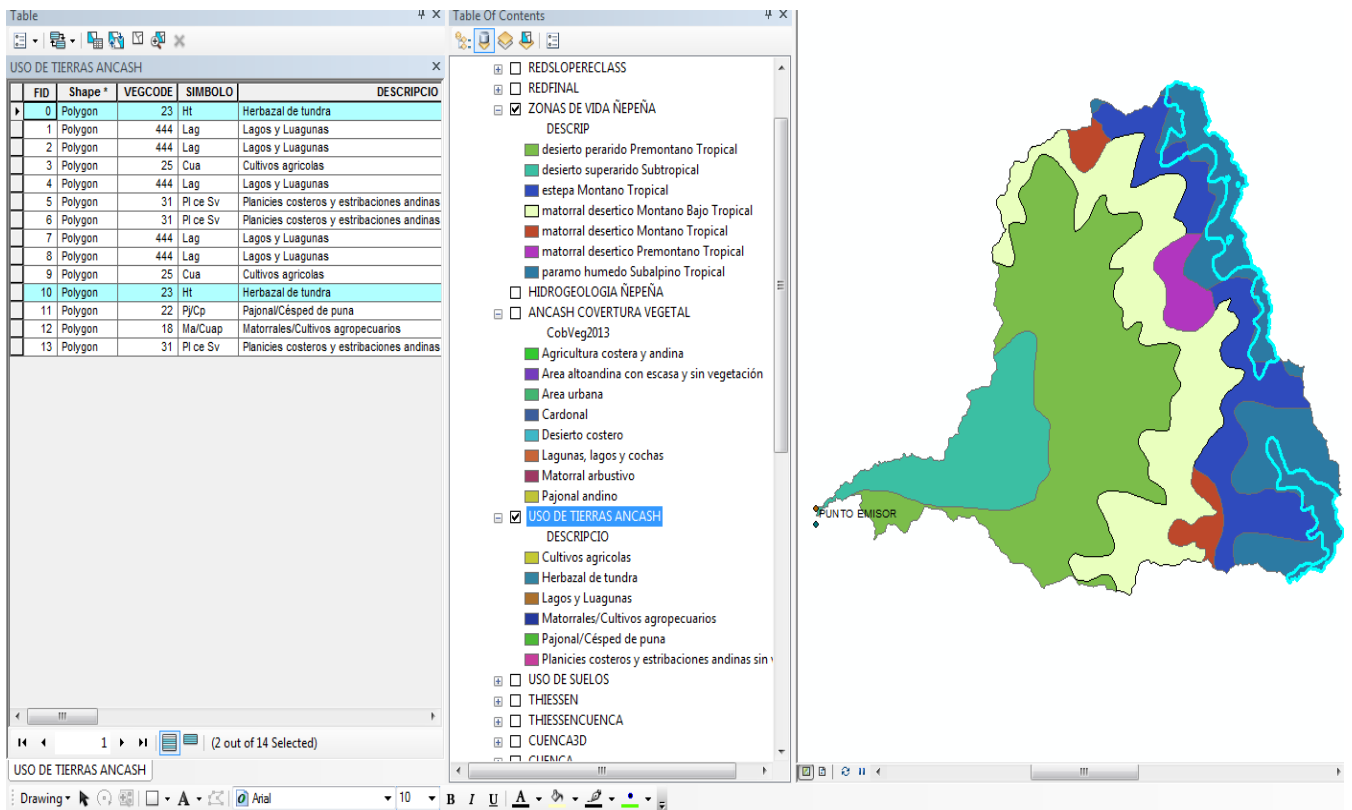 Table
USO DE TIERRAS ANCASH
FID Shape * VEGCODE SIMBOLO DESCRIPCIO
0 Polygon 23 Ht Herbazal de tundra
1 Polygon 444 Lag Lagos y Luagunas
2 Polygon 444 Lag Lagos y Luagunas
3 Polygon 25 Cua Cultivos agricolas
4 Polygon 444 Lag Lagos y Luagunas
5 Polygon 31 Pl ce Sv Planicies costeros y estribaciones andinas
6 Polygon 31 Pl ce Sv Planicies costeros y estribaciones andinas
7 Polygon 444 Lag Lagos y Luagunas
8 Polygon 444 Lag Lagos y Luagunas
9 Polygon 25 Cua Cultivos agricolas
10 Polygon 23 Ht Herbazal de tundra
11 Polygon 22 Pj/Cp Pajonal/Césped de puna
12 Polygon 18 Ma/Cuap Matorrales/Cultivos agropecuarios
13 Polygon 31 Pl ce Sv Planicies costeros y estribaciones andinas
1 (2 out of 14 Selected)
USO DE TIERRAS ANCASH
Drawing A Arial 10 B I U A
Table Of Contents
REDSLOPERECLASS
REDFINAL
ZONAS DE VIDA ÑEPEÑA
DESCRIP
desierto perarido Premontano Tropical
desierto superarido Subtropical
estepa Montano Tropical
matorral desertico Montano Bajo Tropical
matorral desertico Montano Tropical
matorral desertico Premontano Tropical
paramo humedo Subalpino Tropical
HIDROGEOLOGIA ÑEPEÑA
ANCASH COVERTURA VEGETAL
CobVeg2013
Agricultura costera y andina
Area altoandina con escasa y sin vegetación
Area urbana
Cardonal
Desierto costero
Lagunas, lagos y cochas
Matorral arbustivo
Pajonal andino
USO DE TIERRAS ANCASH
DESCRIPCIO
Cultivos agricolas
Herbazal de tundra
Lagos y Luagunas
Matorrales/Cultivos agropecuarios
Pajonal/Césped de puna
Planicies costeros y estribaciones andinas sin
USO DE SUELOS
THIESSEN
THIESSENCUENCA
CUENCA3D
CUENCA
PUNTO EMISOR